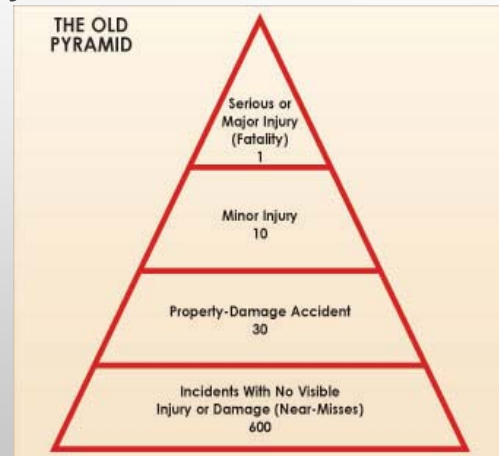 THE OLD
PYRAMID
Serious or
Major Injury
(Fatality)
1
Minor Injury
10
Property-Damage Accident
30
Incidents With No Visible
Injury or Damage (Near-Misses)
600